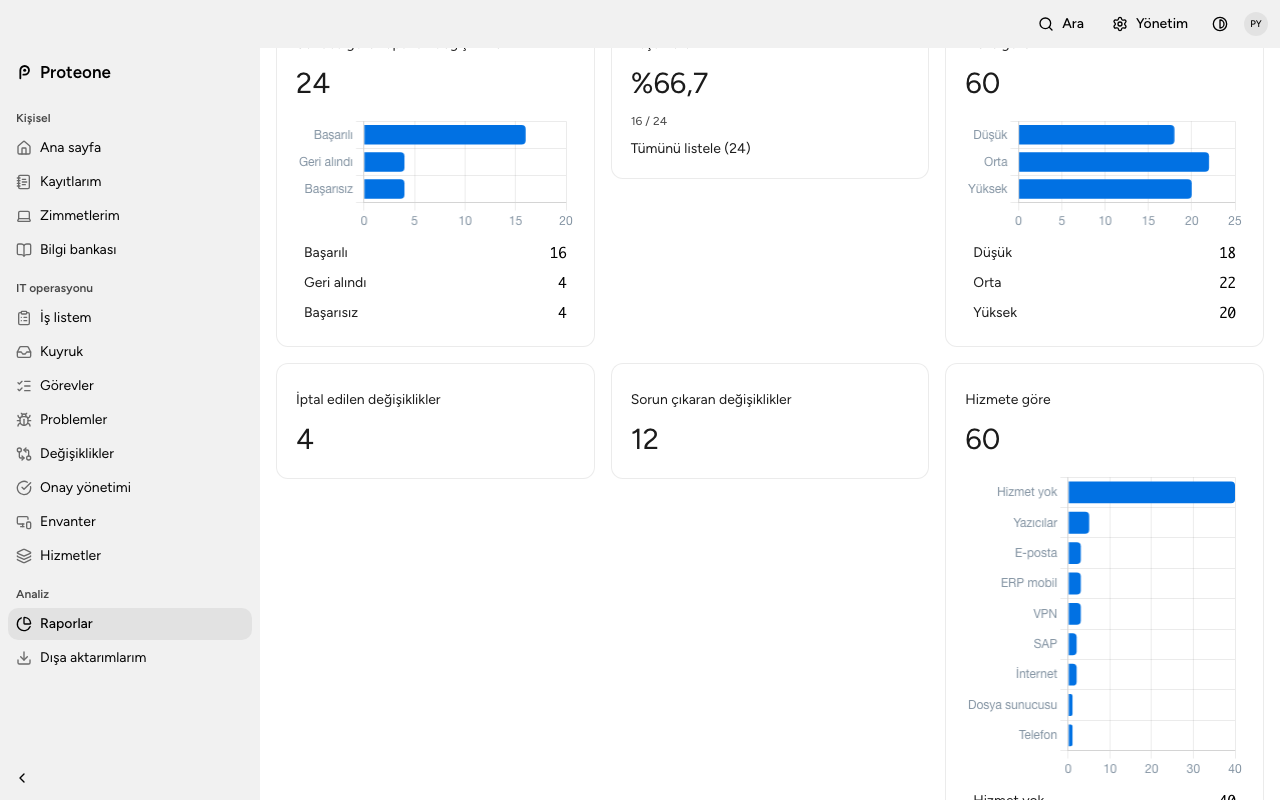 Ara
Yönetim
PY
Proteone
Kişisel
Ana sayfa
Kayıtlarım
Zimmetlerim
Bilgi bankası
IT operasyonu
İş listem
Kuyruk
Görevler
Problemler
Değişiklikler
Onay yönetimi
Envanter
Hizmetler
Analiz
Raporlar
Dışa aktarımlarım
24
Başarılı
Geri alındı
Başarısız
0 5 10 15 20
Başarılı 16
Geri alındı 4
Başarısız 4
%66,7
16 / 24
Tümünü listele (24)
60
Düşük
Orta
Yüksek
0 5 10 15 20 25
Düşük 18
Orta 22
Yüksek 20
İptal edilen değişiklikler
4
Sorun çıkaran değişiklikler
12
Hizmete göre
60
Hizmet yok
Yazıcılar
E-posta
ERP mobil
VPN
SAP
İnternet
Dosya sunucusu
Telefon
0 10 20 30 40
Hizmet yok 40